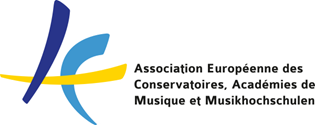 Association Européenne des
Conservatoires, Académies de
Musique et Musikhochschulen